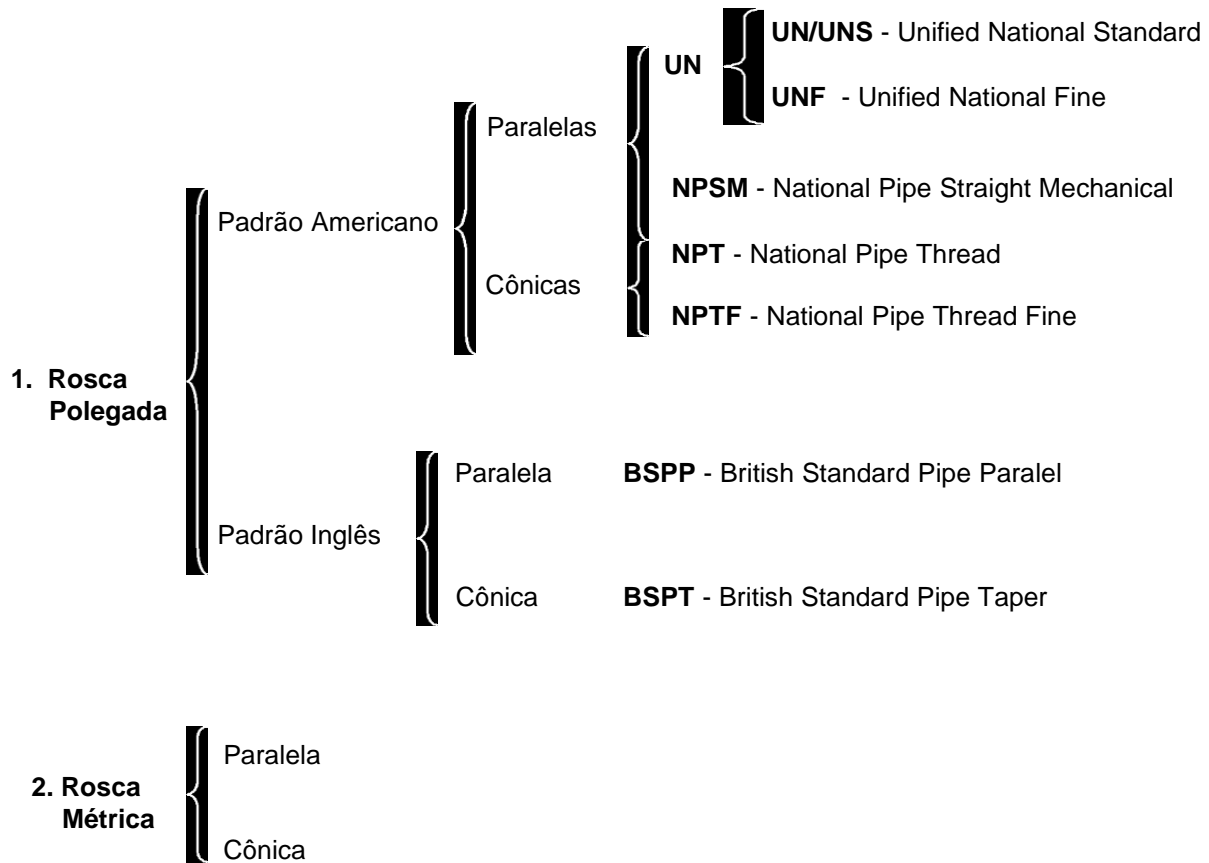 UN/UNS - Unified National Standard
UN
UNF - Unified National Fine
Paralelas
NPSM - National Pipe Straight Mechanical
Padrão Americano
NPT - National Pipe Thread
Cônicas
NPTF - National Pipe Thread Fine
1. Rosca
Polegada
Paralela BSPP - British Standard Pipe Paralel
Padrão Inglês
Cônica BSPT - British Standard Pipe Taper
Paralela
2. Rosca
Métrica
Cônica